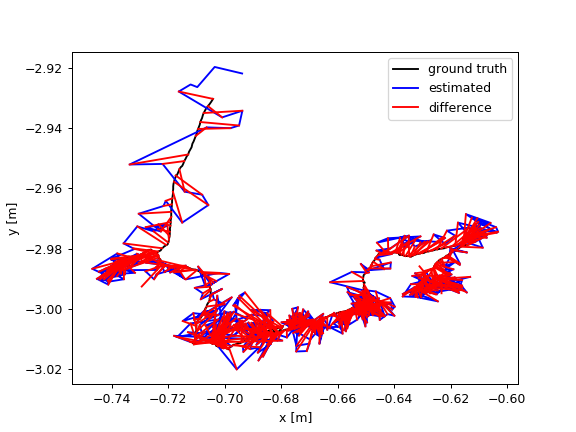 ground truth
estimated
difference
−2.92
−2.94
−2.96
−2.98
−3.00
−3.02
y [m]
−0.74
−0.72
−0.70
−0.68
−0.66
−0.64
−0.62
−0.60
x [m]